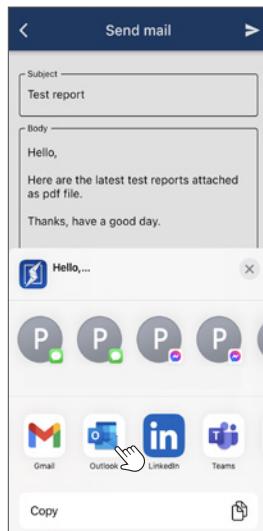 Send mail
Subject
Test report
Body
Hello,
Here are the latest test reports attached
as pdf file.
Thanks, have a good day.
Hello,...
P
P
P
P
Gmail
Outlook
LinkedIn
Teams
Copy